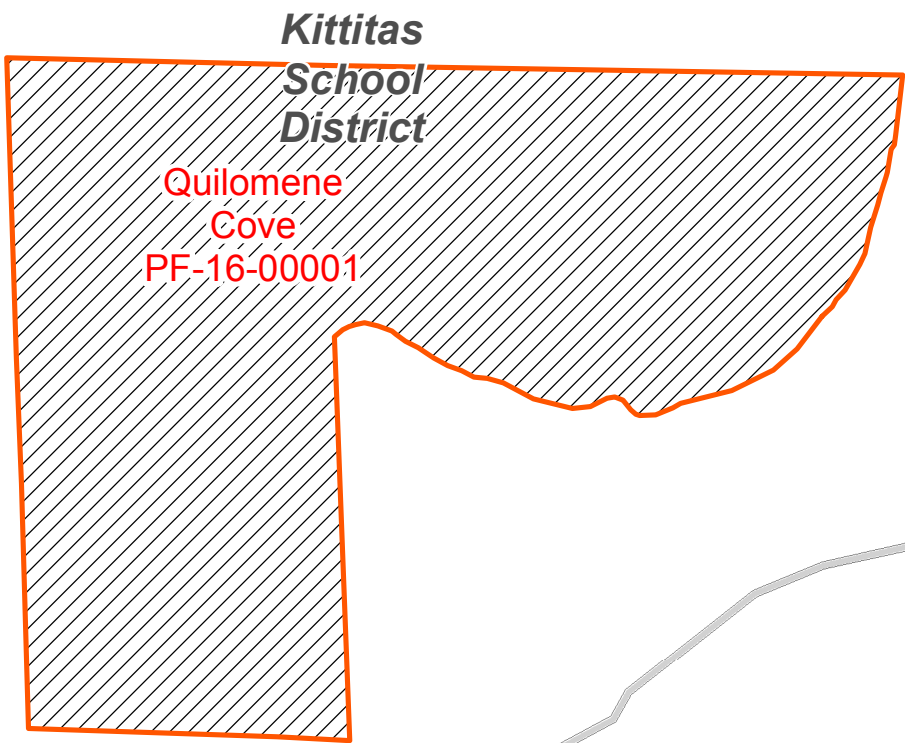 Kittitas
School
District
Quilomene
Cove
PF-16-00001